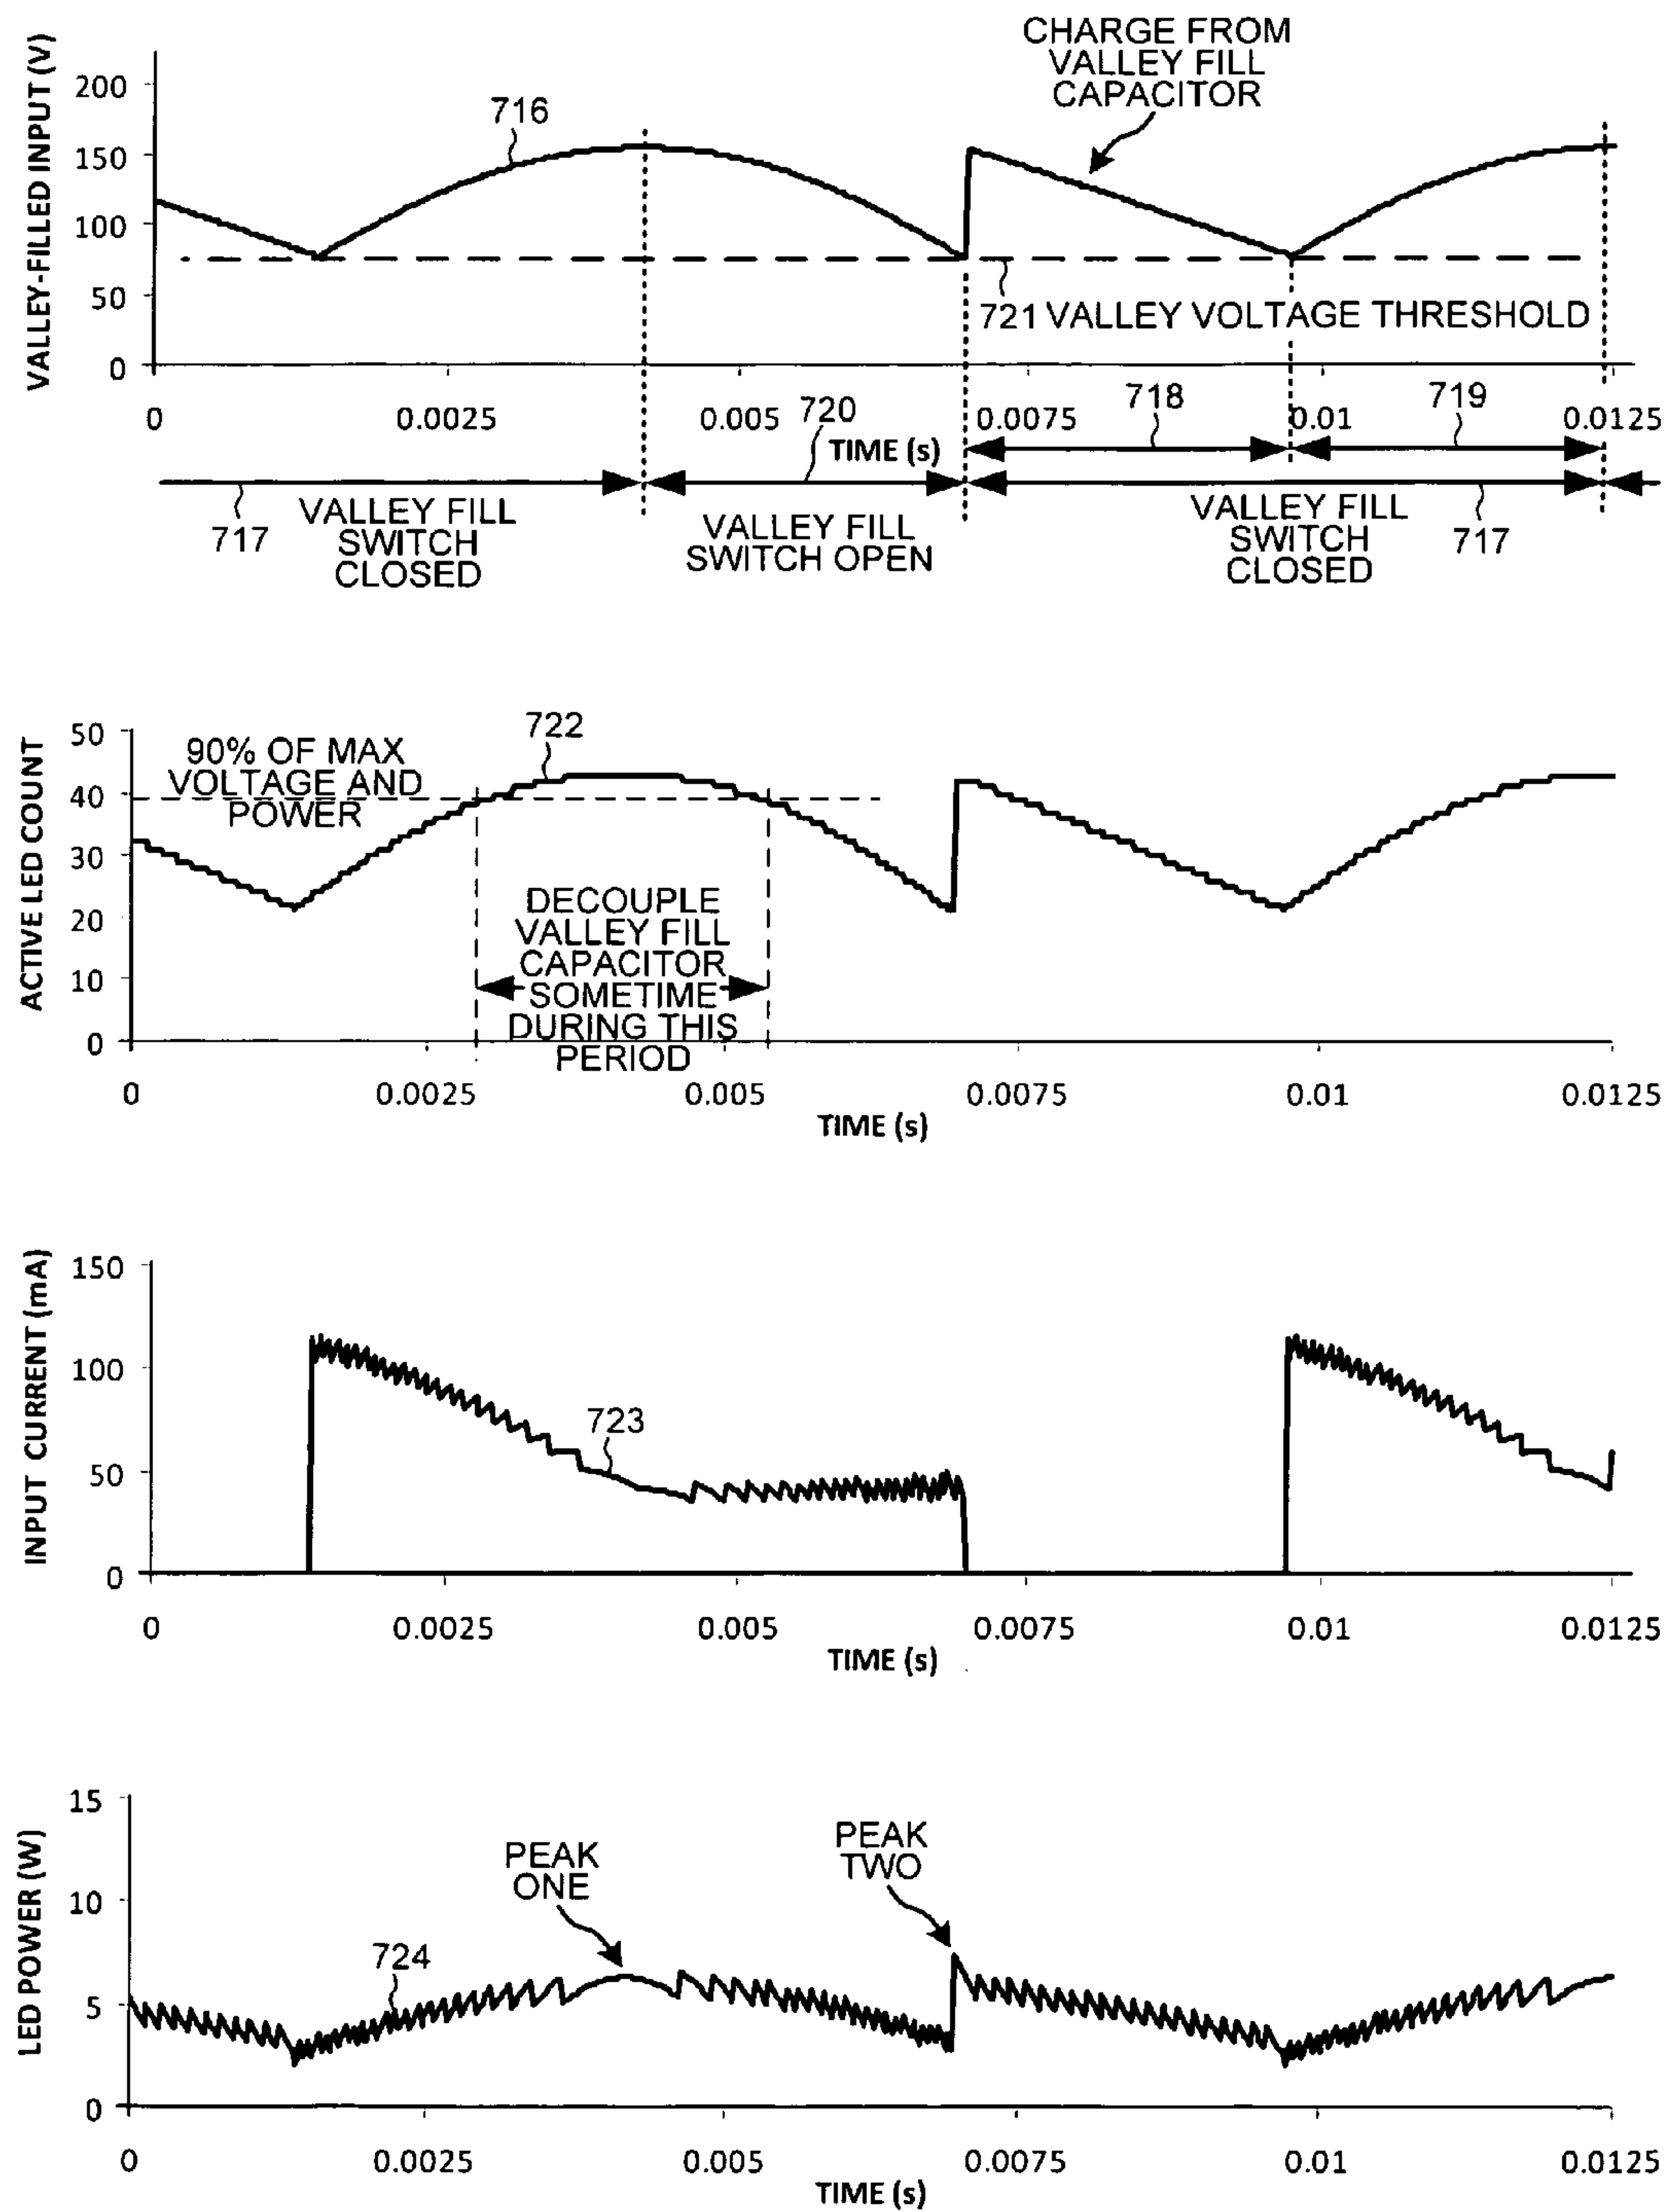 VALLEY-FILLED INPUT (V)
200
150
100
50
0
716
CHARGE FROM
VALLEY FILL
CAPACITOR
721 VALLEY VOLTAGE THRESHOLD
0
0.0025
0.005
0.0075
0.01
0.0125
TIME (s)
720
718
719
717
VALLEY FILL
SWITCH
CLOSED
VALLEY FILL
SWITCH OPEN
VALLEY FILL
SWITCH
CLOSED
717
ACTIVE LED COUNT
50
40
30
20
10
0
90% OF MAX
VOLTAGE AND
POWER
722
DECOUPLE
VALLEY FILL
CAPACITOR
SOMETIME
DURING THIS
PERIOD
0
0.0025
0.005
0.0075
0.01
0.0125
TIME (s)
INPUT CURRENT (mA)
150
100
50
0
723
0
0.0025
0.005
0.0075
0.01
0.0125
TIME (s)
LED POWER (W)
15
10
5
0
724
PEAK
ONE
PEAK
TWO
0
0.0025
0.005
0.0075
0.01
0.0125
TIME (s)